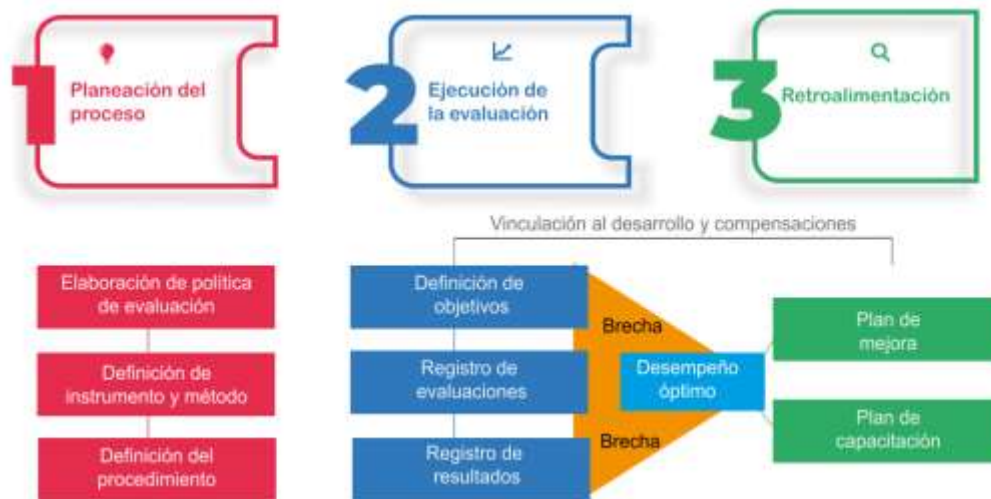 1
Planeación del
proceso
2
Ejecución de
la evaluación
3
Retroalimentación
Vinculación al desarrollo y compensaciones
Elaboración de política
de evaluación
Definición de
instrumento y método
Definición del
procedimiento
Definición de
objetivos
Registro de
evaluaciones
Registro de
resultados
Brecha
Desempeño
óptimo
Brecha
Plan de
mejora
Plan de
capacitación